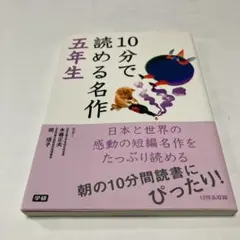 10分で
読める名作
五年生
日本と世界の
感動の短編名作を
たっぷり読める
朝の10分間読書に
ぴったり!
学研